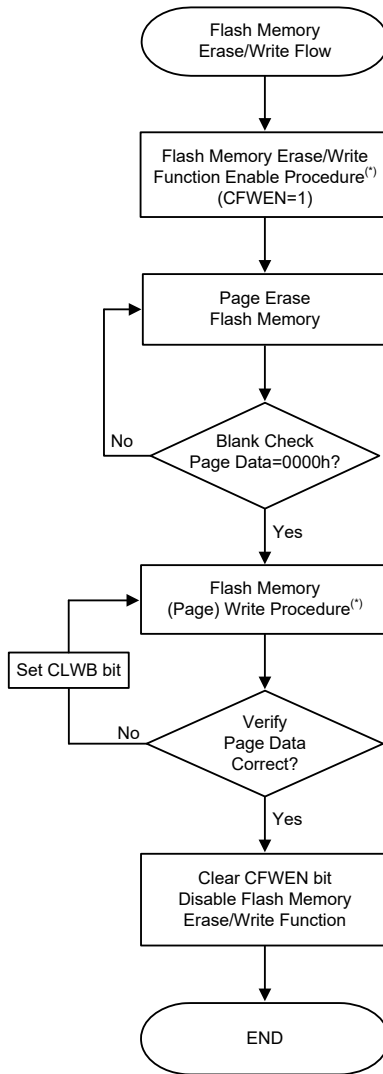 Flash Memory
Erase/Write Flow
Flash Memory Erase/Write
Function Enable Procedure(*)
(CFWEN=1)
Page Erase
Flash Memory
No
Blank Check
Page Data=0000h?
Yes
Flash Memory
(Page) Write Procedure(*)
Set CLWB bit
No
Verify
Page Data
Correct?
Yes
Clear CFWEN bit
Disable Flash Memory
Erase/Write Function
END